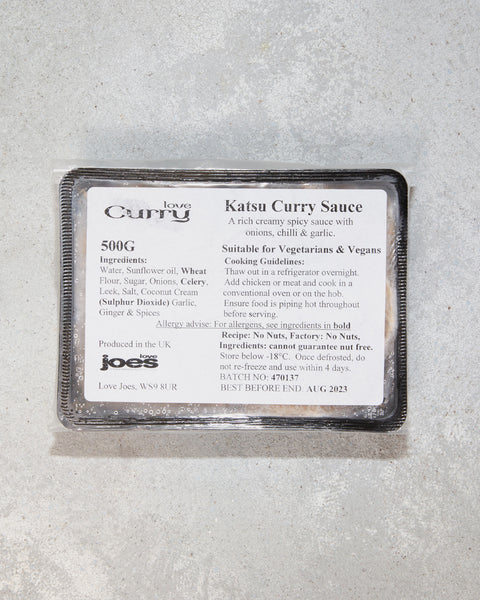 love
Curry
Katsu Curry Sauce
A rich creamy spicy sauce with
onions, chilli & garlic.
500G
Suitable for Vegetarians & Vegans
Ingredients:
Water, Sunflower oil, Wheat
Flour, Sugar, Onions, Celery,
Leek, Salt, Coconut Cream
(Sulphur Dioxide) Garlic,
Ginger & Spices
Cooking Guidelines:
Thaw out in a refrigerator overnight.
Add chicken or meat and cook in a
conventional oven or on the hob.
Ensure food is piping hot throughout
before serving.
Allergy advise: For allergens, see ingredients in bold
Recipe: No Nuts, Factory: No Nuts,
Ingredients: cannot guarantee nut free.
Store below -18°C. Once defrosted, do
not re-freeze and use within 4 days.
BATCH NO: 470137
BEST BEFORE END AUG 2023
Produced in the UK
love
joes
Love Joes, WS9 8UR